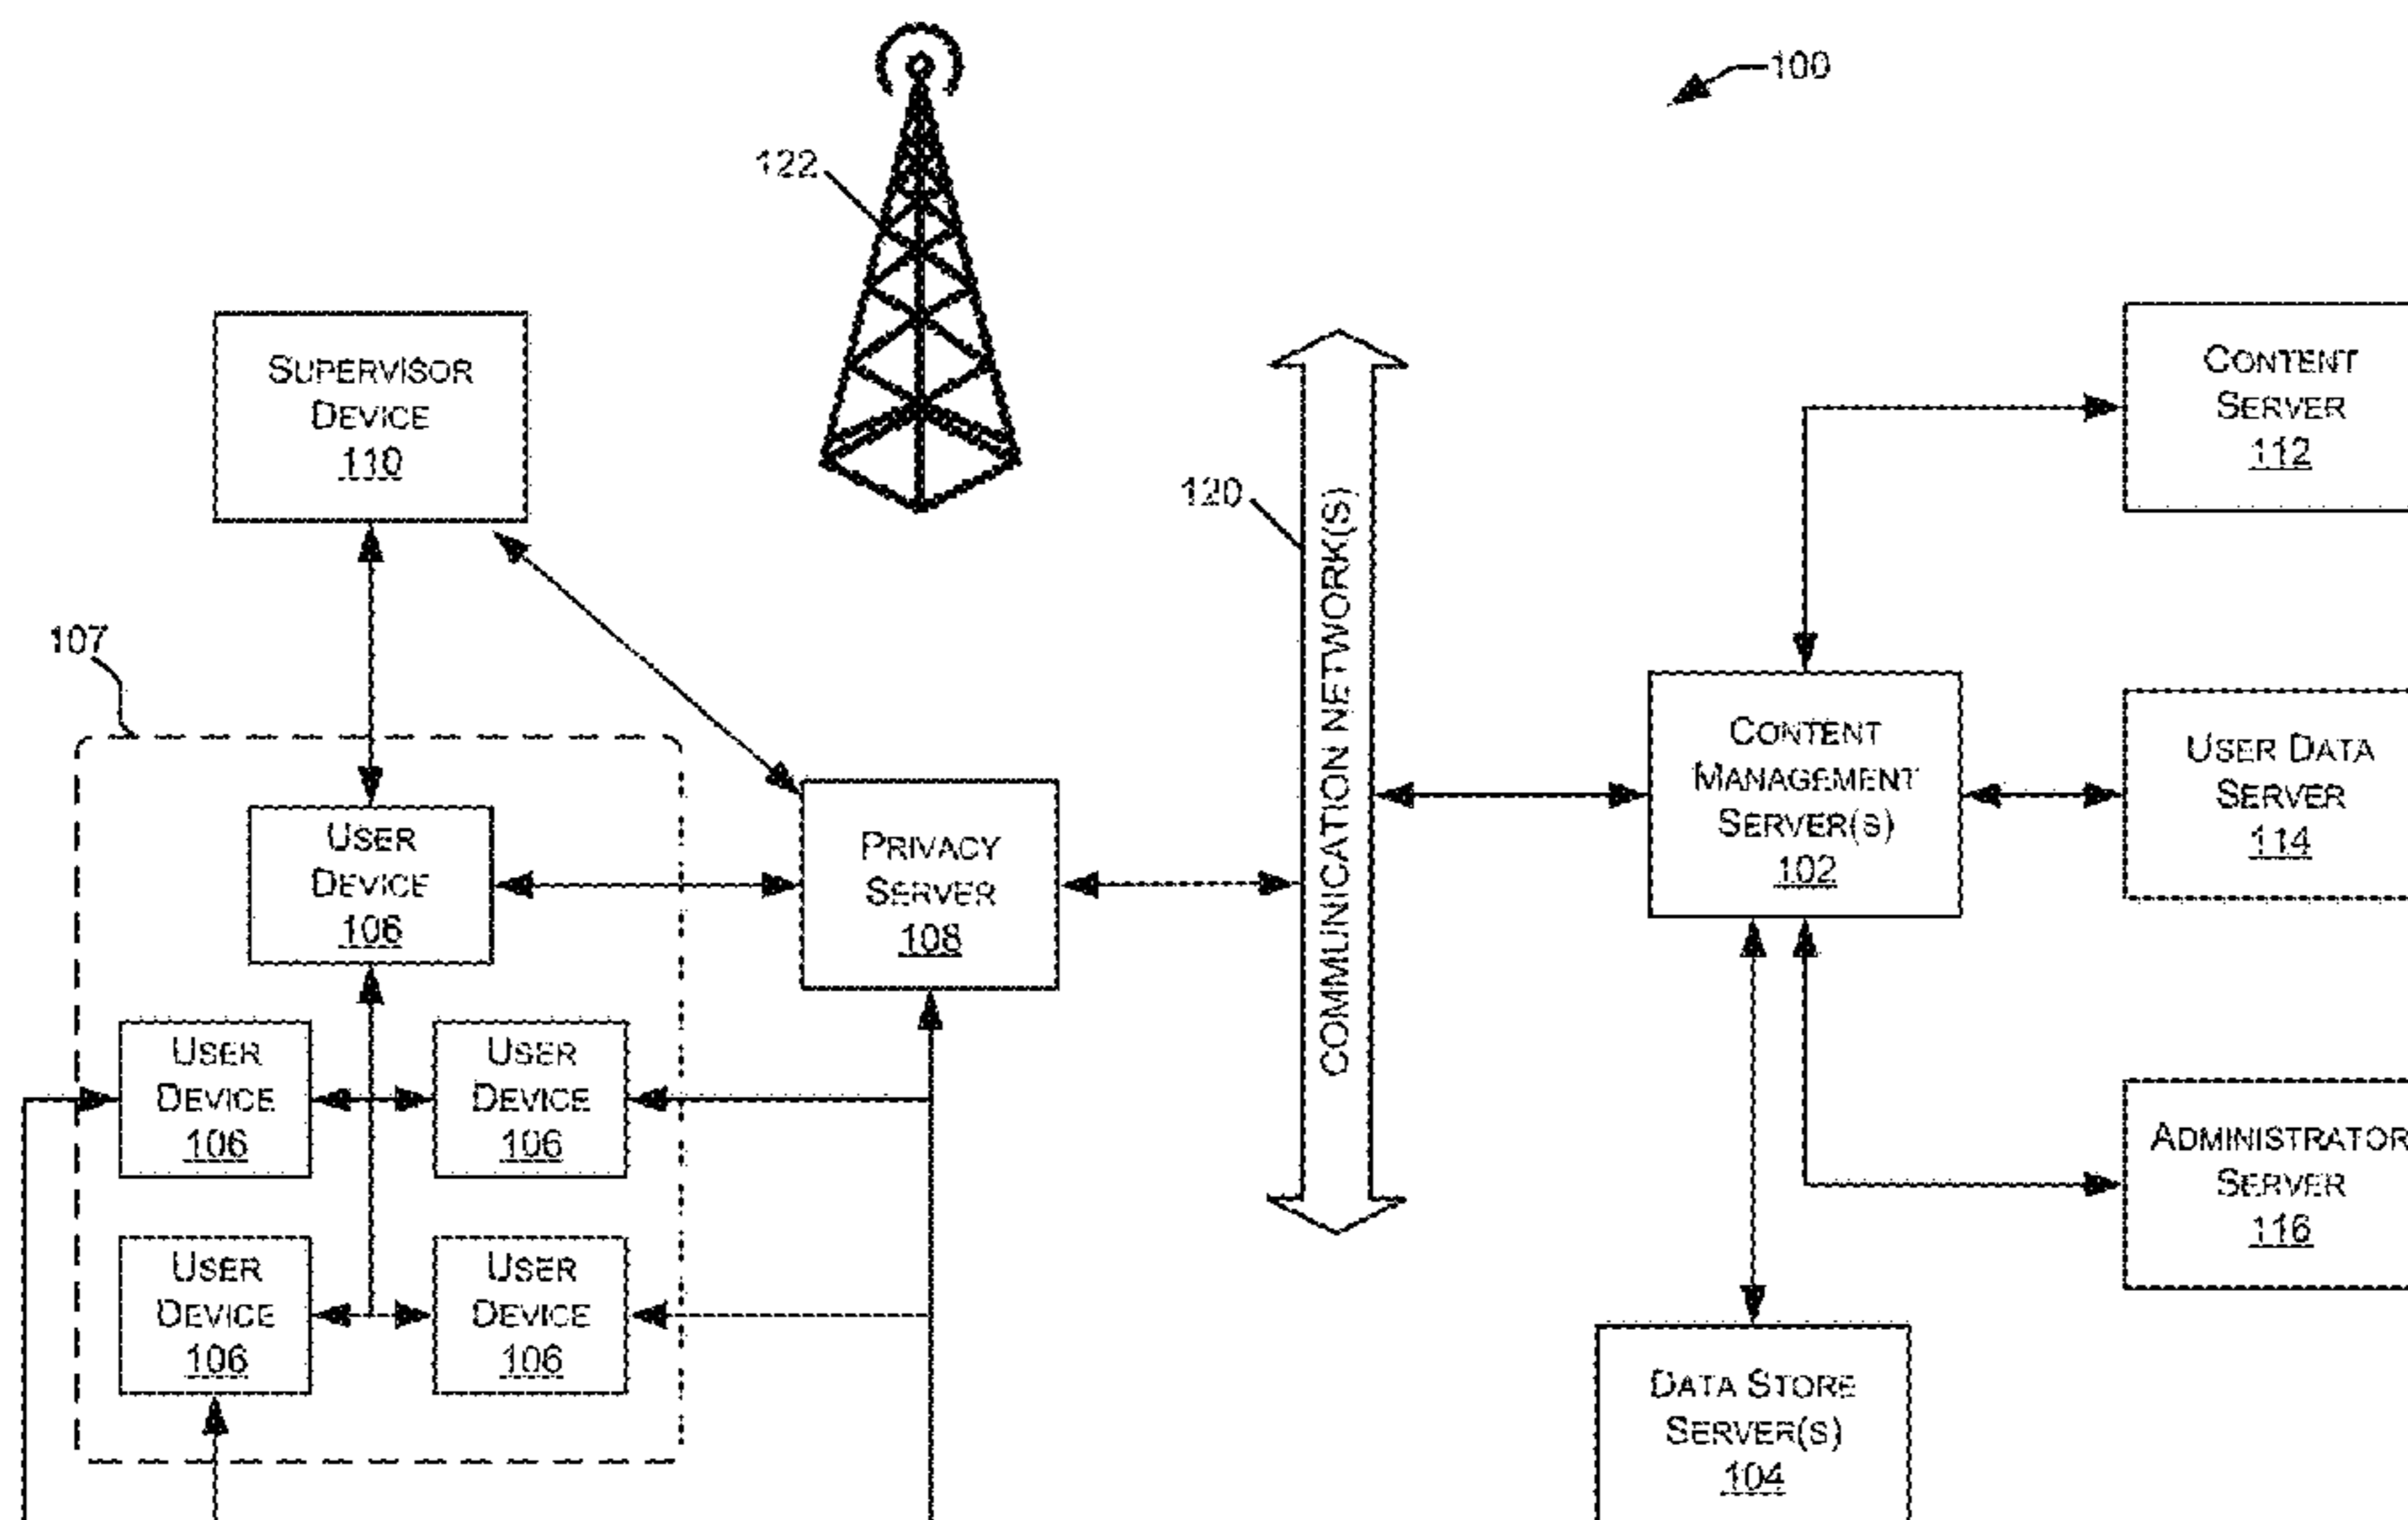 100
122
SUPERVISOR
DEVICE
110
CONTENT
SERVER
112
120
COMMUNICATION NETWORK(S)
107
CONTENT
MANAGEMENT
SERVER(S)
102
USER DATA
SERVER
114
USER
DEVICE
106
PRIVACY
SERVER
108
USER
DEVICE
106
USER
DEVICE
106
ADMINISTRATOR
SERVER
116
USER
DEVICE
106
USER
DEVICE
106
DATA STORE
SERVER(S)
104